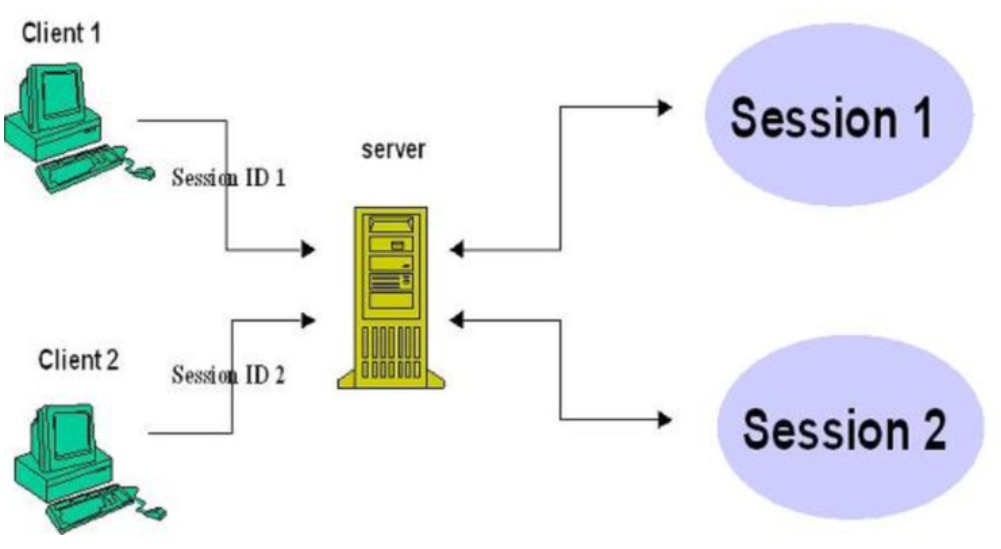 Client 1
Session ID 1
server
Session 1
Client 2
Session ID 2
Session 2